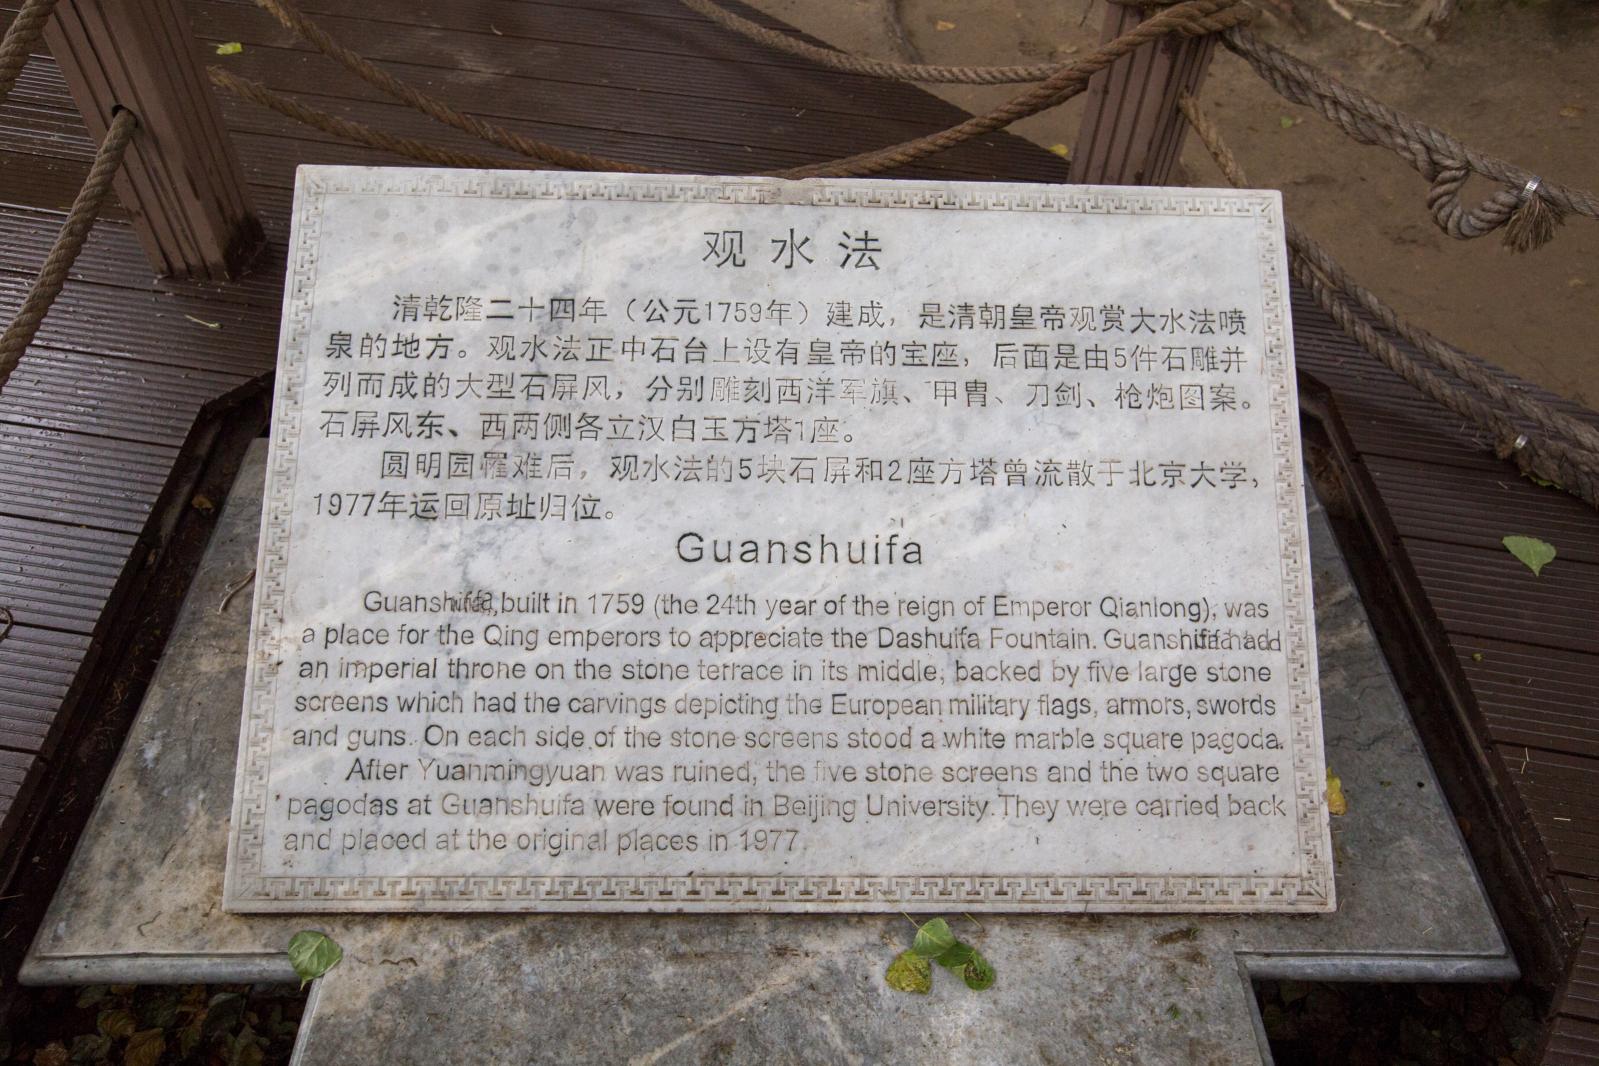 观水法
清乾隆二十四年（公元1759年）建成，是清朝皇帝观赏大水法喷
泉的地方。观水法正中石台上设有皇帝的宝座，后面是由5件石雕并
列而成的大型石屏风，分别雕刻西洋军旗、甲胄、刀剑、枪炮图案。
石屏风东、西两侧各立汉白玉方塔1座。
圆明园罹难后，观水法的5块石屏和2座方塔曾流散于北京大学，
1977年运回原址归位。
Guanshuifa
Guanshuifa, built in 1759 (the 24th year of the reign of Emperor Qianlong), was
a place for the Qing emperors to appreciate the Dashuifa Fountain. Guanshuifa had
an imperial throne on the stone terrace in its middle, backed by five large stone
screens which had the carvings depicting the European military flags, armors, swords
and guns. On each side of the stone screens stood a white marble square pagoda.
After Yuanmingyuan was ruined, the five stone screens and the two square
pagodas at Guanshuifa were found in Beijing University. They were carried back
and placed at the original places in 1977.